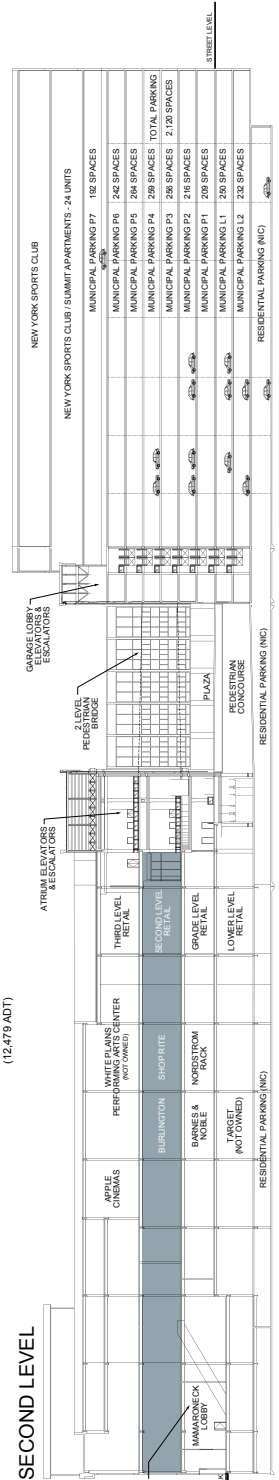 (12,479 ADT)
SECOND LEVEL
NEW YORK SPORTS CLUB
NEW YORK SPORTS CLUB / SUMMIT APARTMENTS - 24 UNITS
MUNICIPAL PARKING P7 192 SPACES
MUNICIPAL PARKING P6 242 SPACES
MUNICIPAL PARKING P5 264 SPACES
MUNICIPAL PARKING P4 259 SPACES
TOTAL PARKING
MUNICIPAL PARKING P3 256 SPACES
2,120 SPACES
MUNICIPAL PARKING P2 216 SPACES
MUNICIPAL PARKING P1 209 SPACES
MUNICIPAL PARKING L1 250 SPACES
MUNICIPAL PARKING L2 232 SPACES
RESIDENTIAL PARKING (NIC)
STREET LEVEL
GARAGE LOBBY
ELEVATORS &
ESCALATORS
2 LEVEL
PEDESTRIAN
BRIDGE
PLAZA
PEDESTRIAN
CONCOURSE
RESIDENTIAL PARKING (NIC)
ATRIUM ELEVATORS
& ESCALATORS
THIRD LEVEL
RETAIL
SECOND LEVEL
RETAIL
GRADE LEVEL
RETAIL
LOWER LEVEL
RETAIL
WHITE PLAINS
PERFORMING ARTS CENTER
(NOT OWNED)
APPLE
CINEMAS
BURLINGTON
SHOP RITE
BARNES &
NOBLE
NORDSTROM
RACK
TARGET
(NOT OWNED)
RESIDENTIAL PARKING (NIC)
MAMARONECK
LOBBY